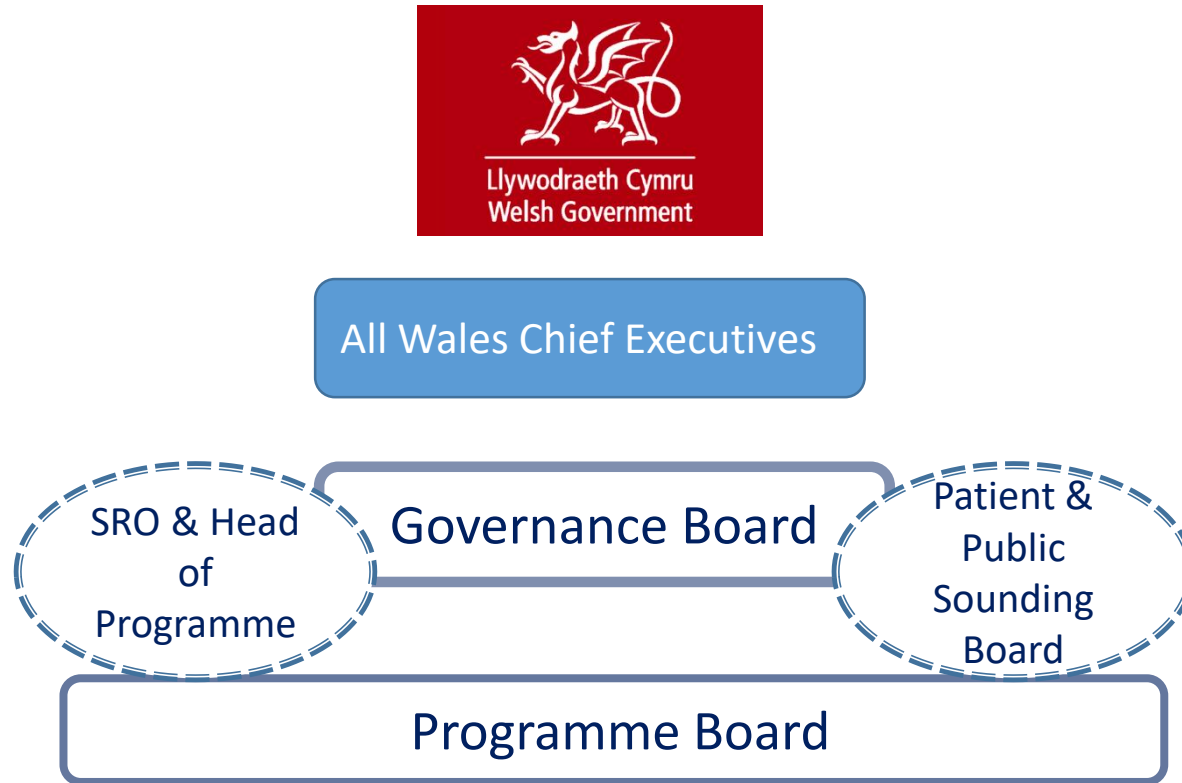 Llywodraeth Cymru
Welsh Government
All Wales Chief Executives
SRO & Head
of
Programme
Governance Board
Patient &
Public
Sounding
Board
Programme Board